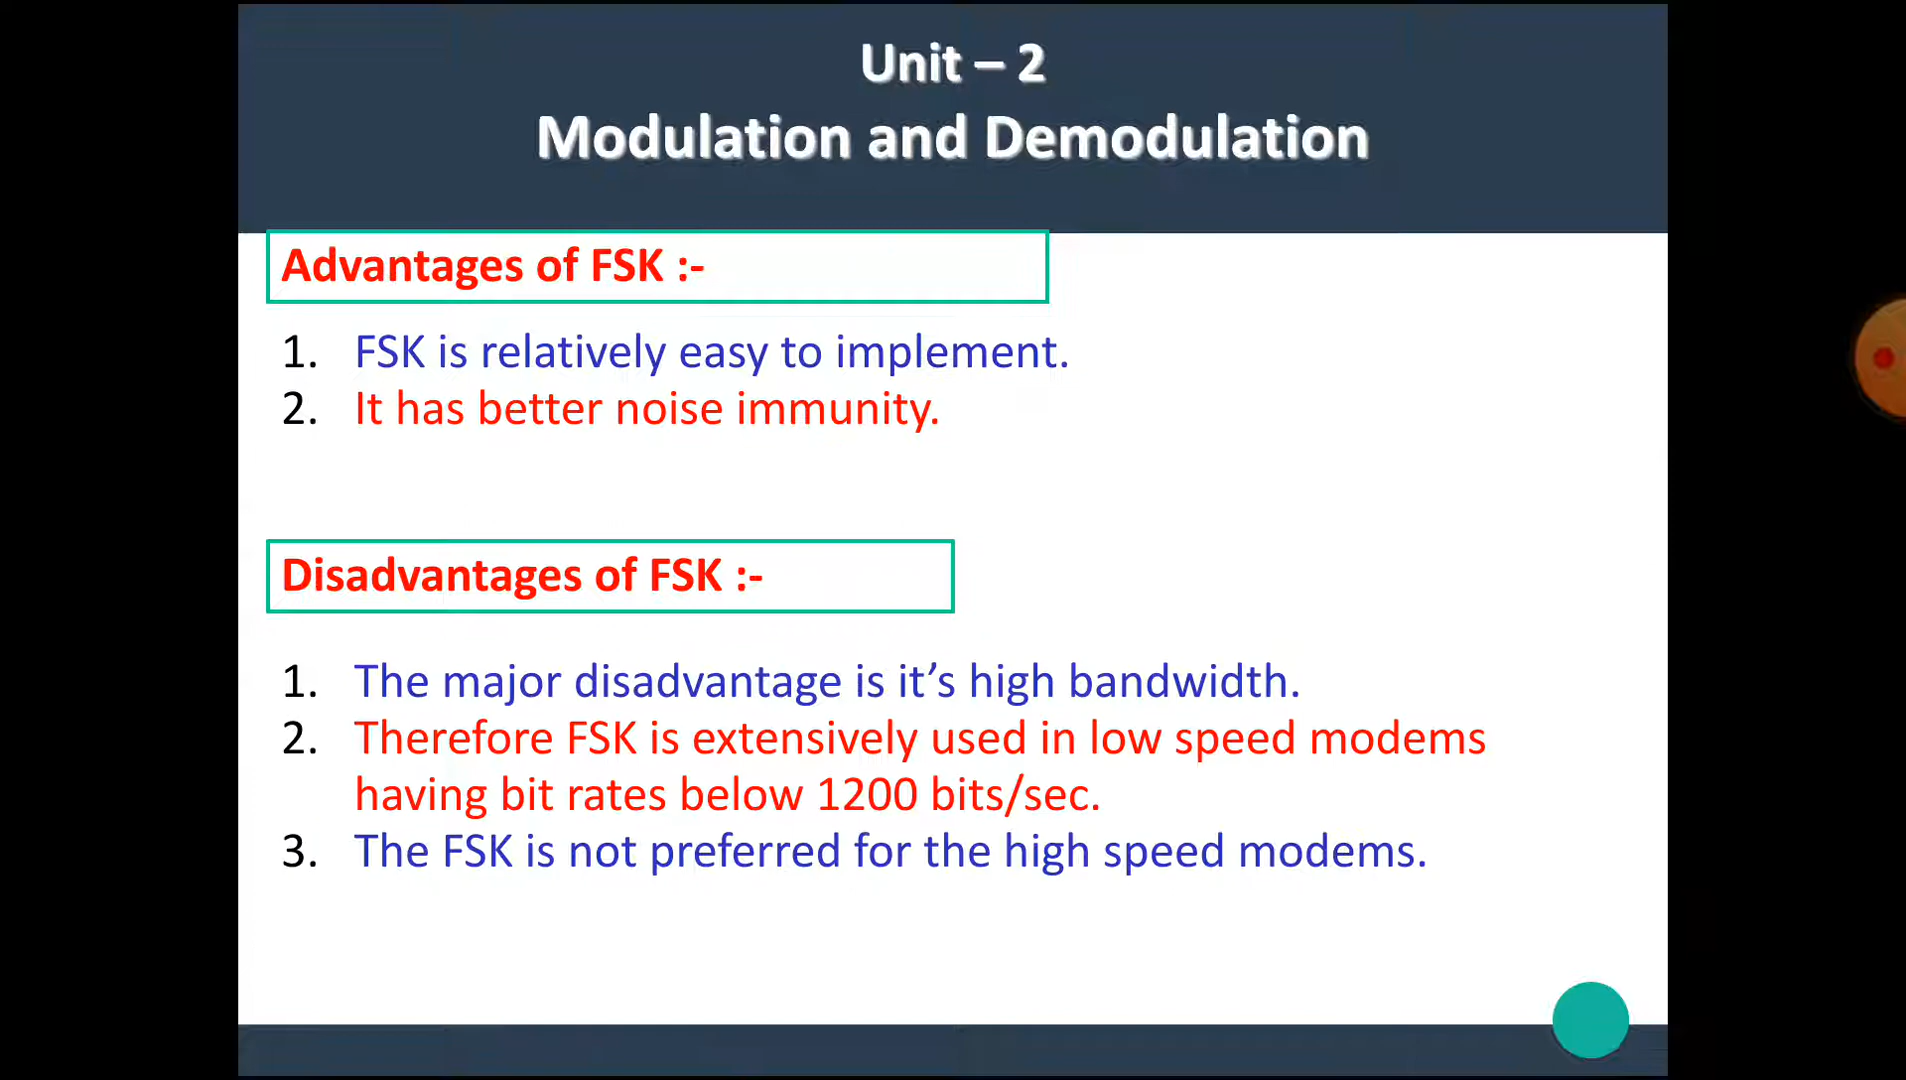 Unit – 2
Modulation and Demodulation
Advantages of FSK :-
1. FSK is relatively easy to implement.
2. It has better noise immunity.
Disadvantages of FSK :-
1. The major disadvantage is it’s high bandwidth.
2. Therefore FSK is extensively used in low speed modems
having bit rates below 1200 bits/sec.
3. The FSK is not preferred for the high speed modems.